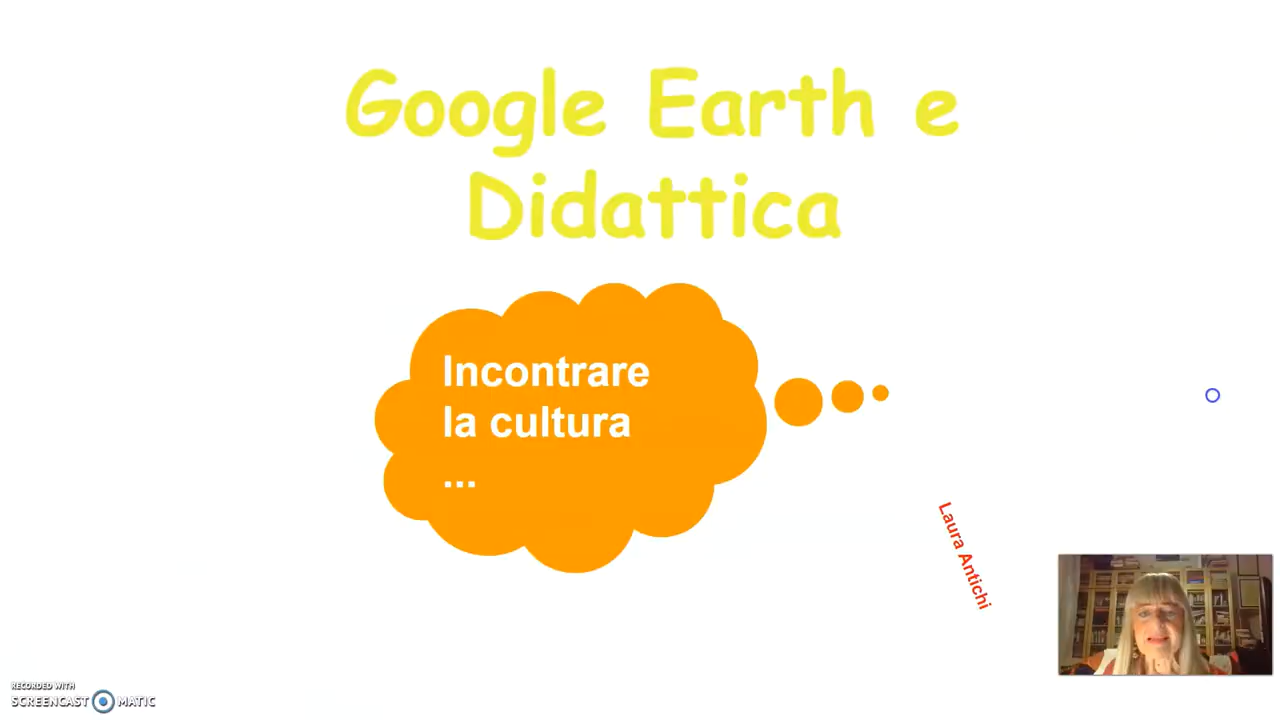 Google Earth e
Didattica
Incontrare
la cultura
...
Laura Antichi
RECORDED WITH
SCREENCAST MATIC